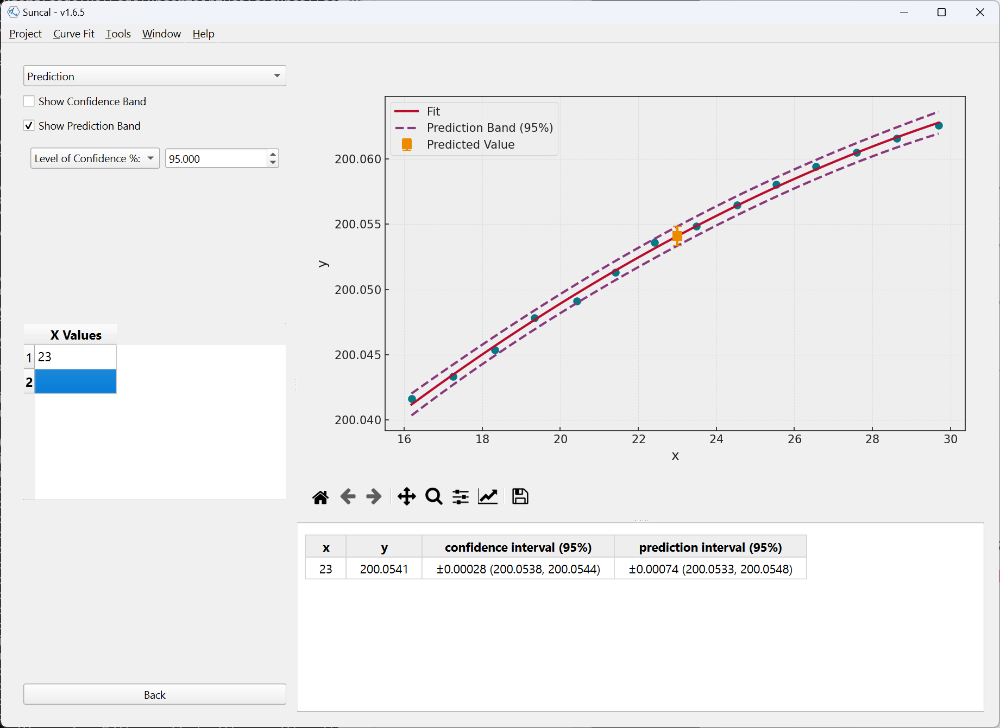 Suncal - v1.6.5
Project Curve Fit Tools Window Help
Prediction
Show Confidence Band
Show Prediction Band
Level of Confidence %: 95.000
X Values
1 23
2
Back
Fit
Prediction Band (95%)
Predicted Value
200.060
200.055
200.050
200.045
200.040
y
16 18 20 22 24 26 28 30
x
x y confidence interval (95%) prediction interval (95%)
23 200.0541 ±0.00028 (200.0538, 200.0544) ±0.00074 (200.0533, 200.0548)